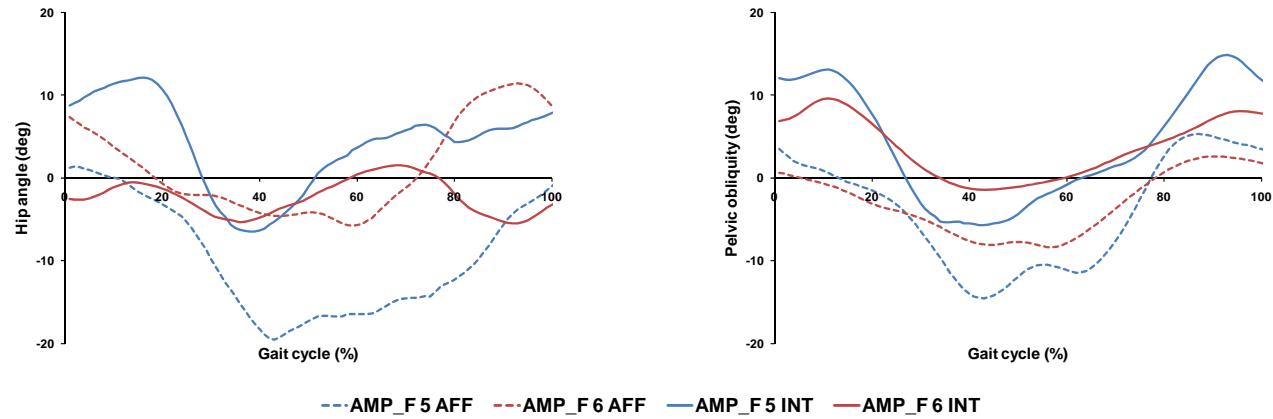 20
10
0
-10
-20
0 20 40 60 80 100
Hip angle (deg)
Gait cycle (%)
20
10
0
-10
-20
0 20 40 60 80 100
Pelvic obliquity (deg)
Gait cycle (%)
AMP_F 5 AFF AMP_F 6 AFF AMP_F 5 INT AMP_F 6 INT